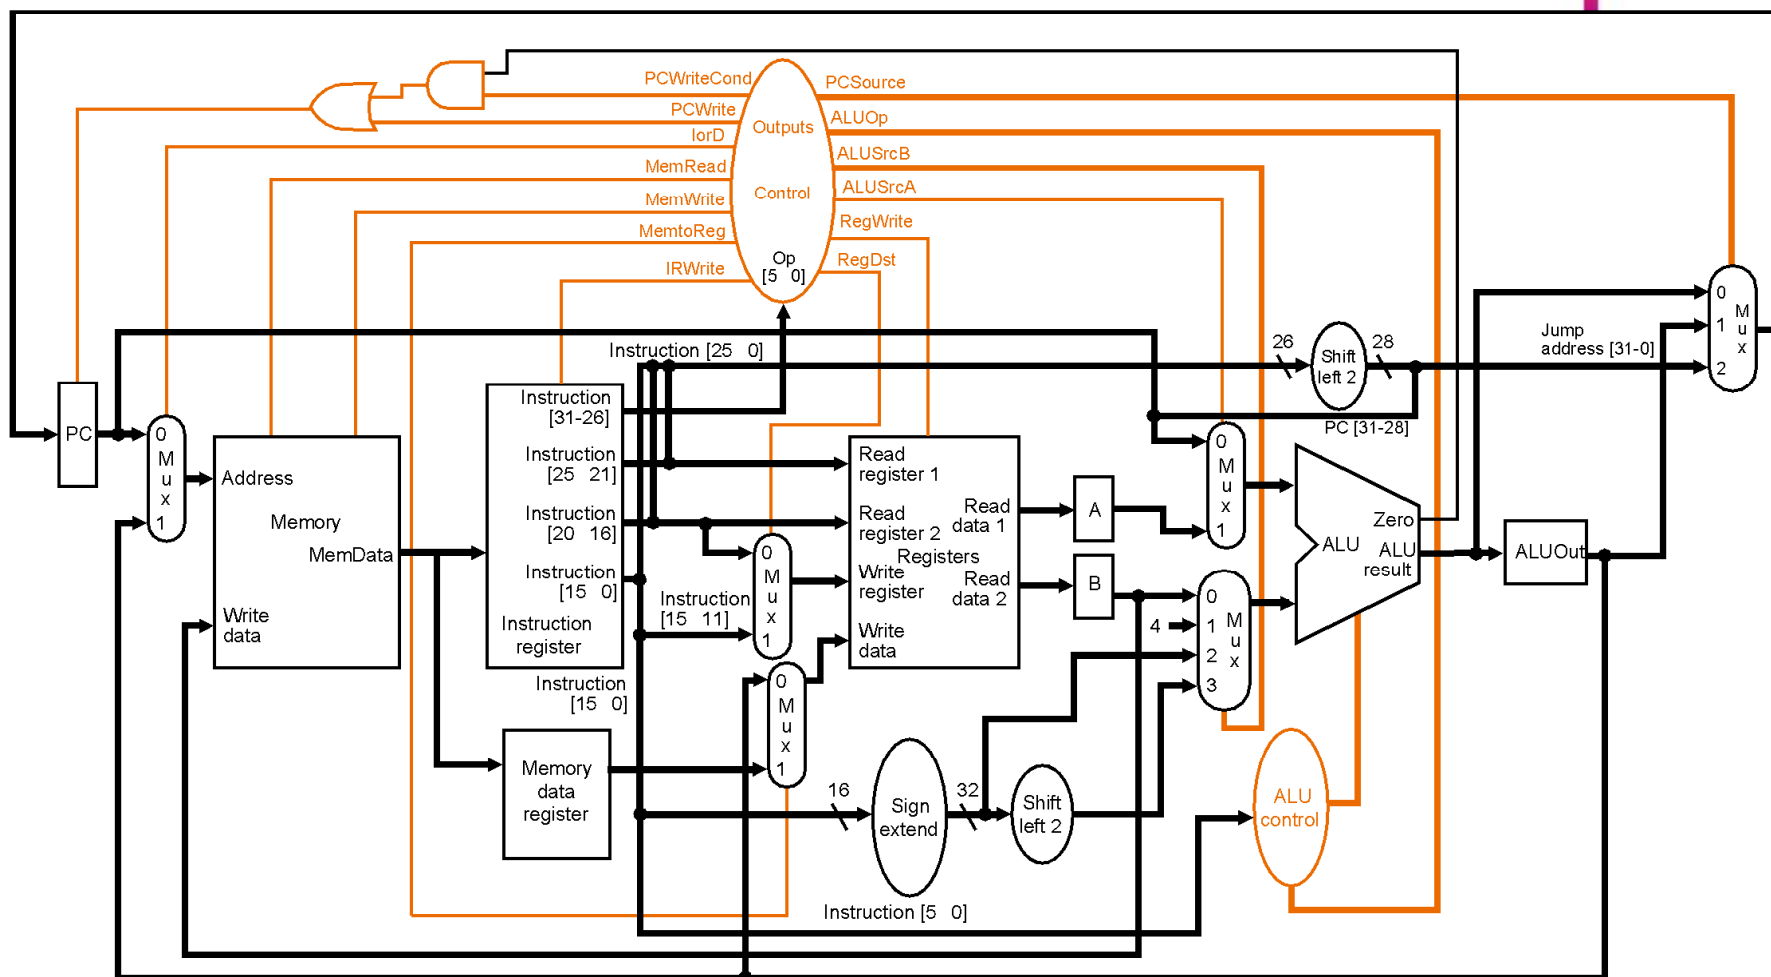 PCWriteCond
PCSource
PCWrite
ALUOp
Outputs
IorD
ALUSrcB
MemRead
ALUSrcA
Control
MemWrite
RegWrite
MemtoReg
RegDst
Op
[5 0]
IRWrite
0
1
2
M
u
x
Jump
address [31-0]
26
Shift
left 2
28
Instruction [25 0]
PC [31-28]
PC
0
M
u
x
1
Address
Memory
MemData
Write
data
Instruction
[31-26]
Instruction
[25 21]
Instruction
[20 16]
Instruction
[15 0]
Instruction
register
Instruction
[15 11]
0
M
u
x
1
Read
register 1
Read
register 2
Registers
Write
register
Write
data
Read
data 1
Read
data 2
A
B
0
M
u
x
1
4
0
1
2
3
M
u
x
Zero
ALU
ALU
result
ALUOut
Instruction
[15 0]
0
M
u
x
1
Memory
data
register
16
Sign
extend
32
Shift
left 2
ALU
control
Instruction [5 0]